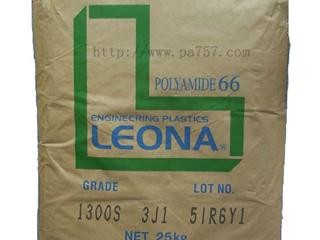 http://www.pa757.com
POLYAMIDE 66
ENGINEERING PLASTICS
LEONA®
GRADE LOT NO.
1300S 3J1 51R6Y1
NET 25kg